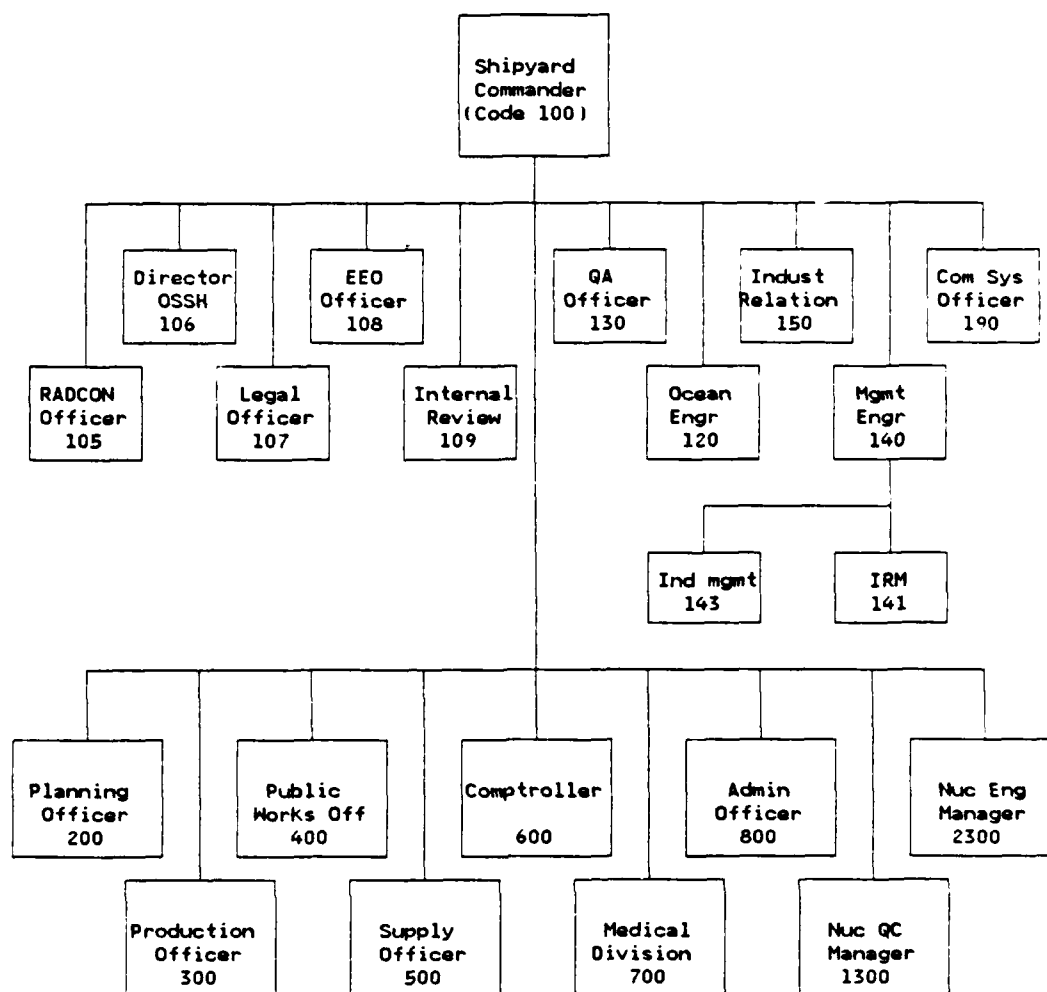 Shipyard
Commander
(Code 100)
Director
OSSH
106
EEO
Officer
108
QA
Officer
130
Indust
Relation
150
Com Sys
Officer
190
RADCON
Officer
105
Legal
Officer
107
Internal
Review
109
Ocean
Engr
120
Mgmt
Engr
140
Ind mgmt
143
IRM
141
Planning
Officer
200
Public
Works Off
400
Comptroller
600
Admin
Officer
800
Nuc Eng
Manager
2300
Production
Officer
300
Supply
Officer
500
Medical
Division
700
Nuc QC
Manager
1300